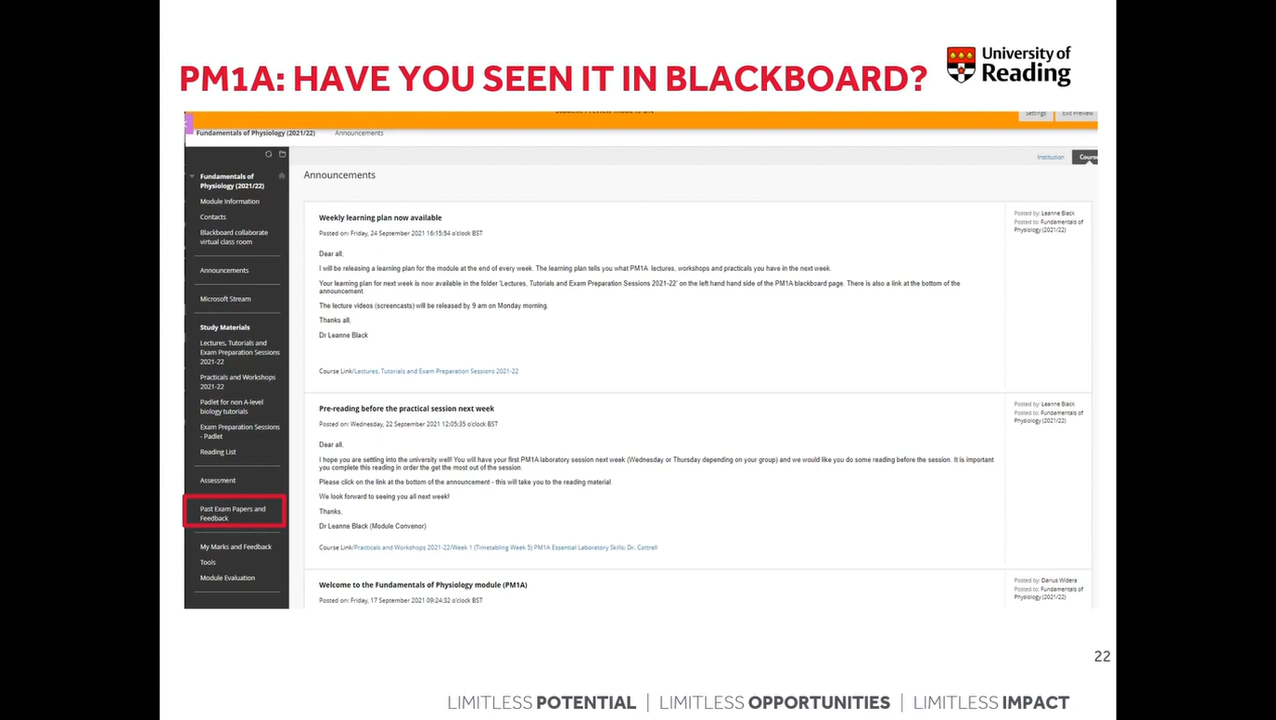 PM1A: HAVE YOU SEEN IT IN BLACKBOARD?
University of
Reading
Settings
Exit Preview
Fundamentals of Physiology (2021/22)
Announcements
Institution
Course
Fundamentals of
Physiology (2021/22)
Module Information
Contacts
Blackboard collaborate
virtual class room
Announcements
Microsoft Stream
Study Materials
Lectures, Tutorials and
Exam Preparation Sessions
2021-22
Practicals and Workshops
2021-22
Padlet for non A-level
biology tutorials
Exam Preparation Sessions
- Padlet
Reading List
Assessment
Past Exam Papers and
Feedback
My Marks and Feedback
Tools
Module Evaluation
Announcements
Weekly learning plan now available
Posted on: Friday, 24 September 2021 16:15:54 o'clock BST
Dear all,
I will be releasing a learning plan for the module at the end of every week. The learning plan tells you what PM1A lectures, workshops and practicals you have in the next week.
Your learning plan for next week is now available in the folder 'Lectures, Tutorials and Exam Preparation Sessions 2021-22' on the left hand hand side of the PM1A blackboard page. There is also a link at the bottom of the
announcement
The lecture videos (screencasts) will be released by 9 am on Monday morning.
Thanks all,
Dr Leanne Black
Course Link/Lectures, Tutorials and Exam Preparation Sessions 2021-22
Posted by: Leanne Black
Posted to: Fundamentals of
Physiology (2021/22)
Pre-reading before the practical session next week
Posted on: Wednesday, 22 September 2021 12:05:35 o'clock BST
Dear all,
I hope you are settling into the university well! You will have your first PM1A laboratory session next week (Wednesday or Thursday depending on your group) and we would like you do some reading before the session. It is important
you complete this reading in order the get the most out of the session.
Please click on the link at the bottom of the announcement - this will take you to the reading material.
We look forward to seeing you all next week!
Thanks,
Dr Leanne Black (Module Convenor)
Course Link/Practicals and Workshops 2021-22/Week 1 (Timetabling Week 5) PM1A Essential Laboratory Skills: Dr. Cottrell
Posted by: Leanne Black
Posted to: Fundamentals of
Physiology (2021/22)
Welcome to the Fundamentals of Physiology module (PM1A)
Posted on: Friday, 17 September 2021 09:24:32 o'clock BST
Posted by: Darius Widera
Posted to: Fundamentals of
Physiology (2021/22)
22
LIMITLESS POTENTIAL | LIMITLESS OPPORTUNITIES | LIMITLESS IMPACT